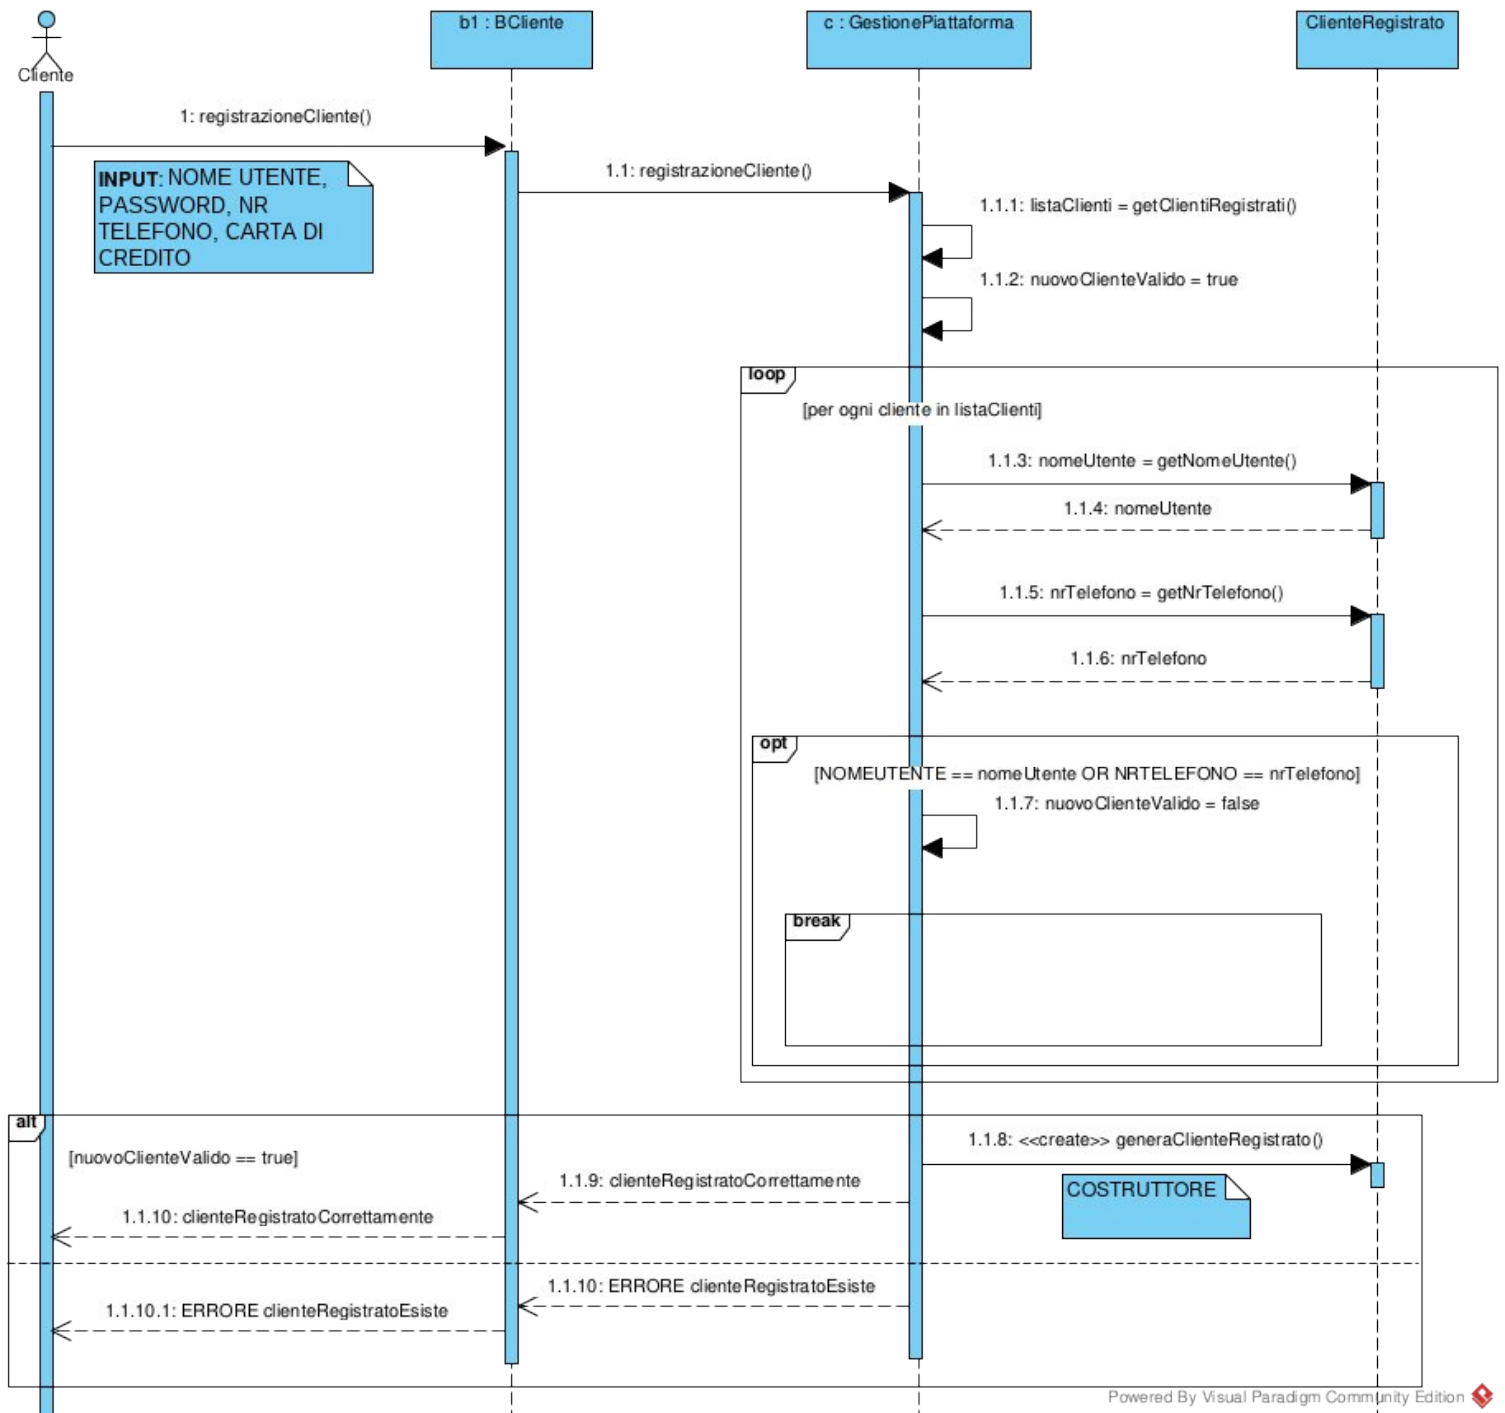 b1 : BCliente
c : GestionePiattaforma
ClienteRegistrato
Cliente
1: registrazioneCliente()
INPUT: NOME UTENTE,
PASSWORD, NR
TELEFONO, CARTA DI
CREDITO
1.1: registrazioneCliente()
1.1.1: listaClienti = getClientiRegistrati()
1.1.2: nuovoClienteValido = true
loop
[per ogni cliente in listaClienti]
1.1.3: nomeUtente = getNomeUtente()
1.1.4: nomeUtente
1.1.5: nrTelefono = getNrTelefono()
1.1.6: nrTelefono
opt
[NOMEUTENTE == nomeUtente OR NRTELEFONO == nrTelefono]
1.1.7: nuovoClienteValido = false
break
alt
[nuovoClienteValido == true]
1.1.8: <<create>> generaClienteRegistrato()
COSTRUTTORE
1.1.9: clienteRegistratoCorrettamente
1.1.10: clienteRegistratoCorrettamente
1.1.10: ERRORE clienteRegistratoEsiste
1.1.10.1: ERRORE clienteRegistratoEsiste
Powered By Visual Paradigm Community Edition